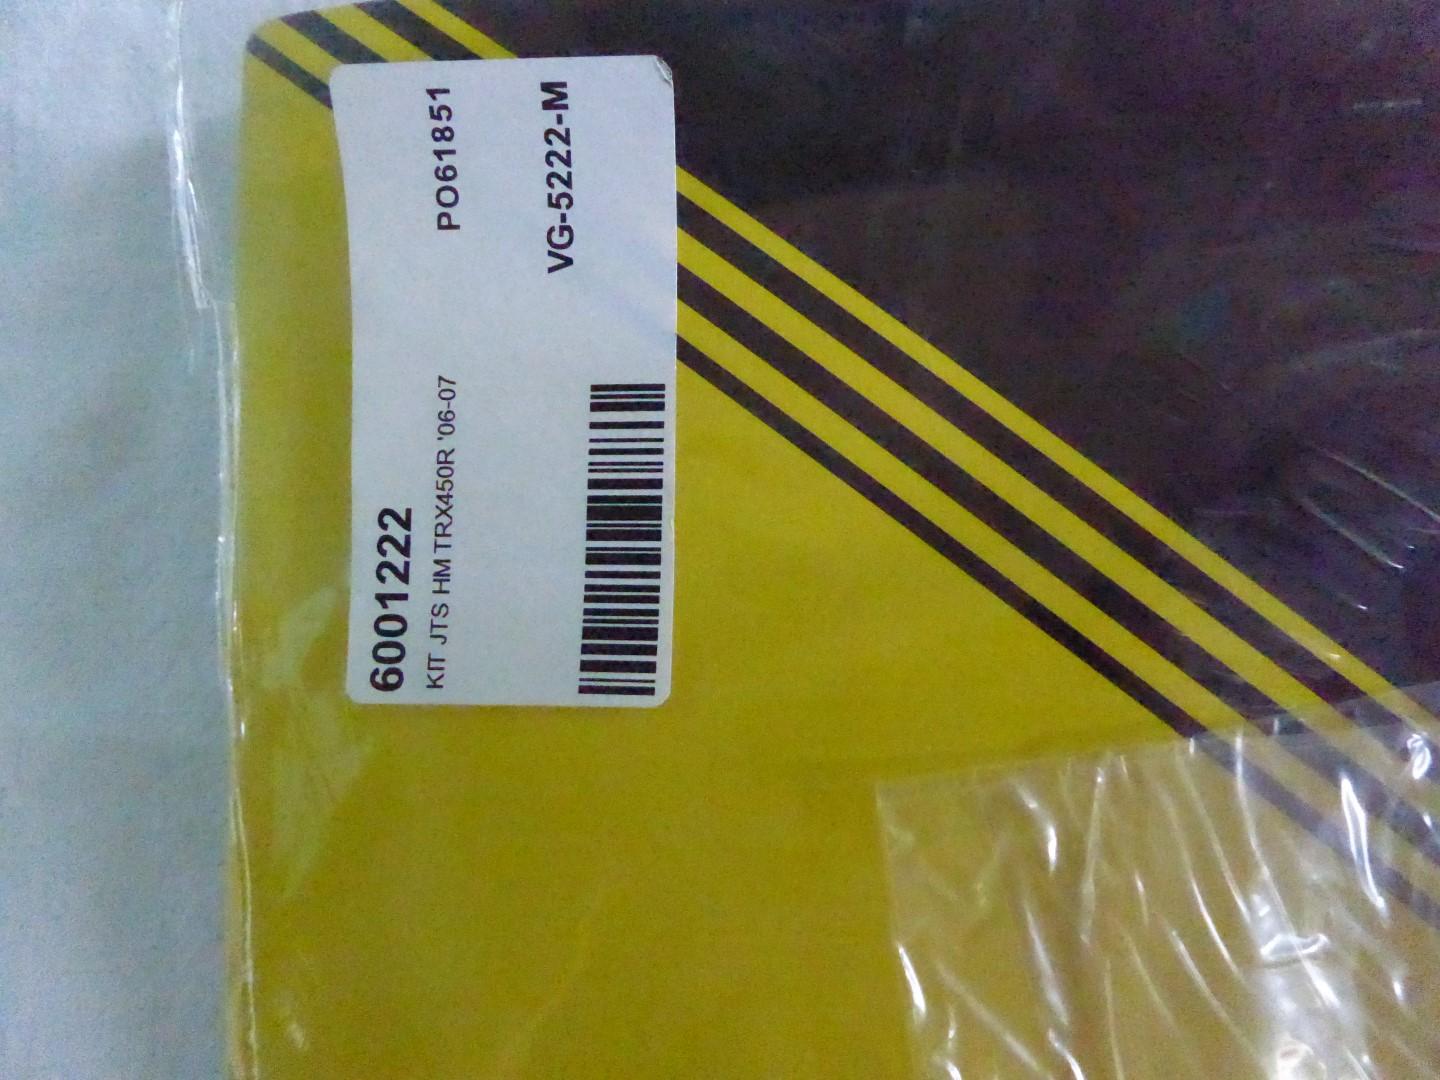 6001222
KIT JTS HM TRX450R '06-07
PO61851
VG-5222-M